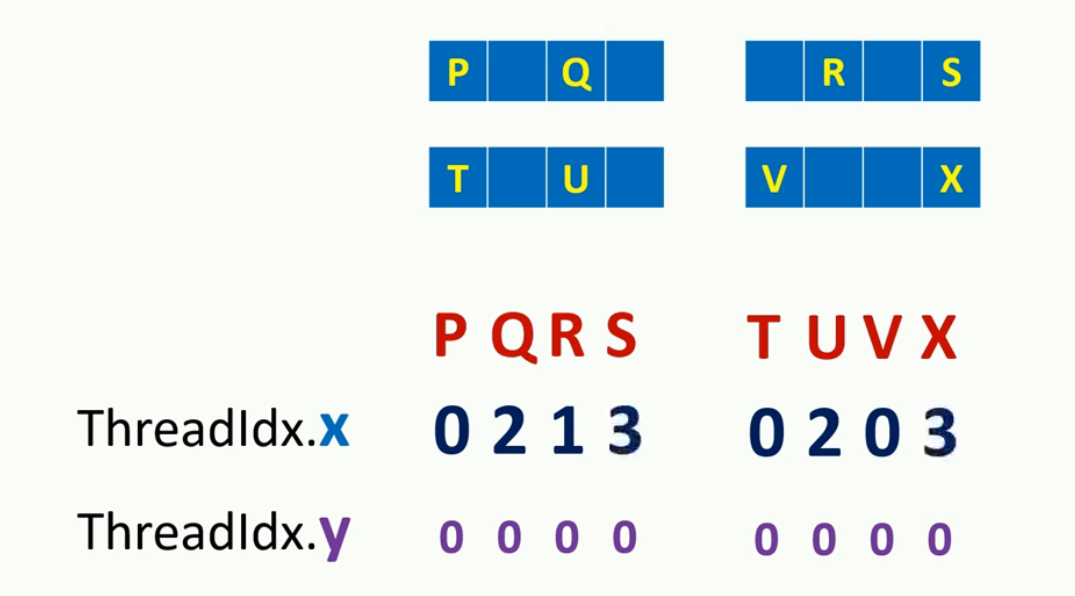 P Q R S
T U V X
P Q R S T U V X
ThreadIdx.x 0 2 1 3 0 2 0 3
ThreadIdx.y 0 0 0 0 0 0 0 0